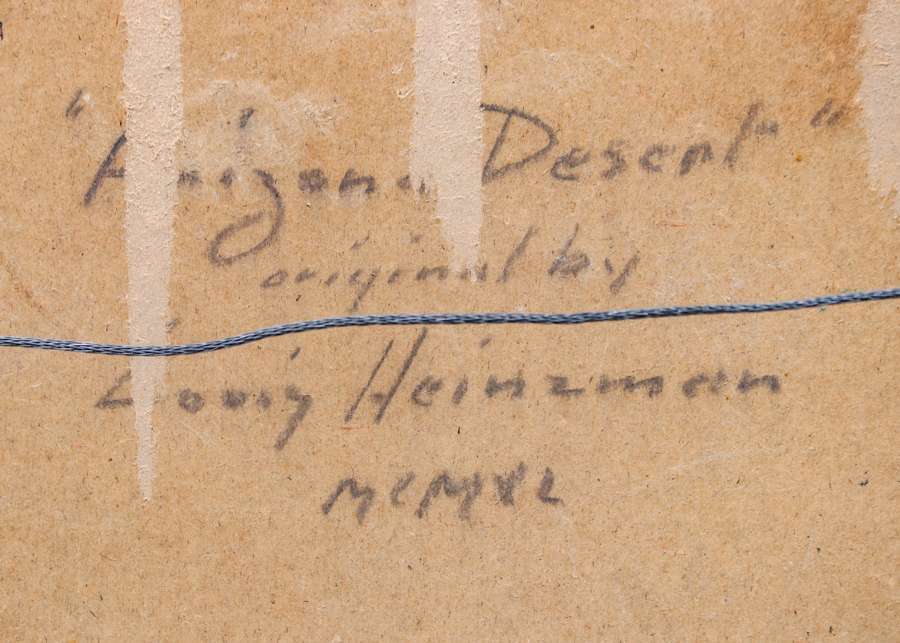 "Arizona Desert"
original by
Louis Heinzman
MCMXL